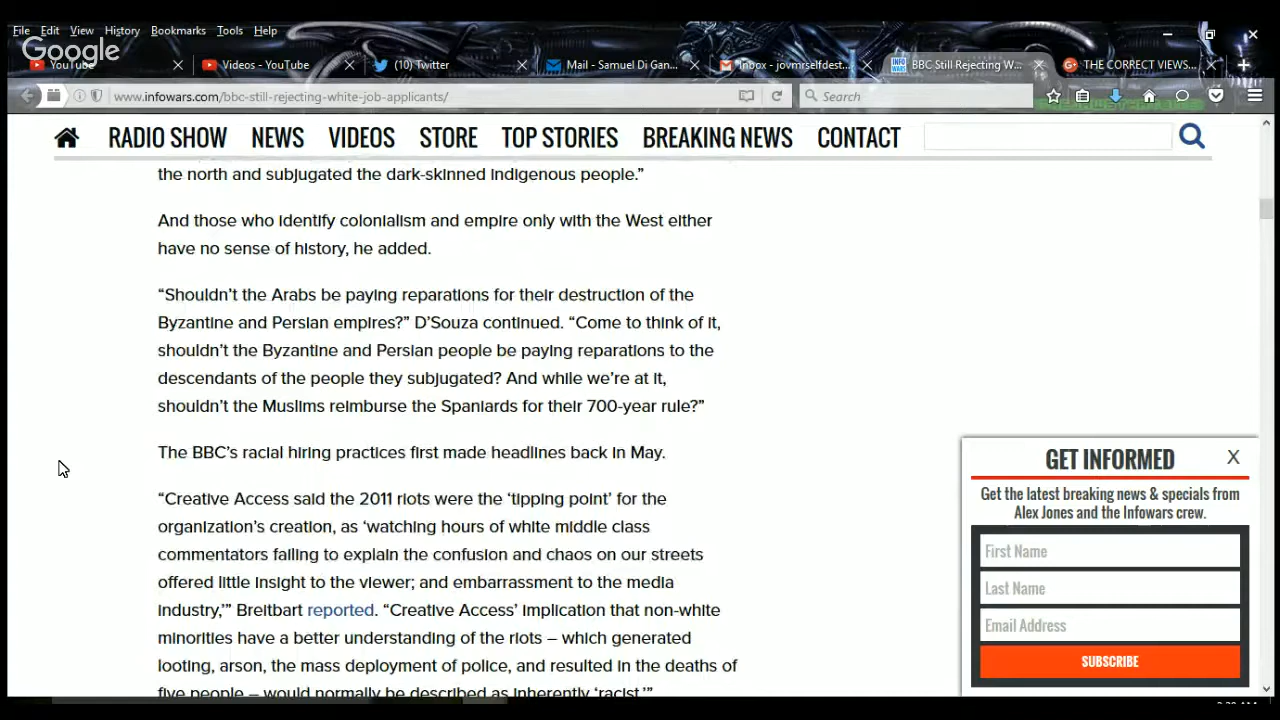 File Edit View History Bookmarks Tools Help
Google
YouTube
Videos - YouTube
(10) Twitter
Mail - Samuel Di Gan...
Inbox - jovmrselfdest...
INFO WARS
BBC Still Rejecting W...
THE CORRECT VIEWS...
www.infowars.com/bbc-still-rejecting-white-job-applicants/
Search
RADIO SHOW NEWS VIDEOS STORE TOP STORIES BREAKING NEWS CONTACT
the north and subjugated the dark-skinned indigenous people.”
And those who identify colonialism and empire only with the West either
have no sense of history, he added.
“Shouldn’t the Arabs be paying reparations for their destruction of the
Byzantine and Persian empires?” D’Souza continued. “Come to think of it,
shouldn’t the Byzantine and Persian people be paying reparations to the
descendants of the people they subjugated? And while we’re at it,
shouldn’t the Muslims reimburse the Spaniards for their 700-year rule?”
The BBC’s racial hiring practices first made headlines back in May.
“Creative Access said the 2011 riots were the ‘tipping point’ for the
organization’s creation, as ‘watching hours of white middle class
commentators failing to explain the confusion and chaos on our streets
offered little insight to the viewer; and embarrassment to the media
industry,’” Breitbart reported. “Creative Access’ implication that non-white
minorities have a better understanding of the riots – which generated
looting, arson, the mass deployment of police, and resulted in the deaths of
five people – would normally be described as inherently ‘racist.’”
GET INFORMED
X
Get the latest breaking news & specials from
Alex Jones and the Infowars crew.
First Name
Last Name
Email Address
SUBSCRIBE